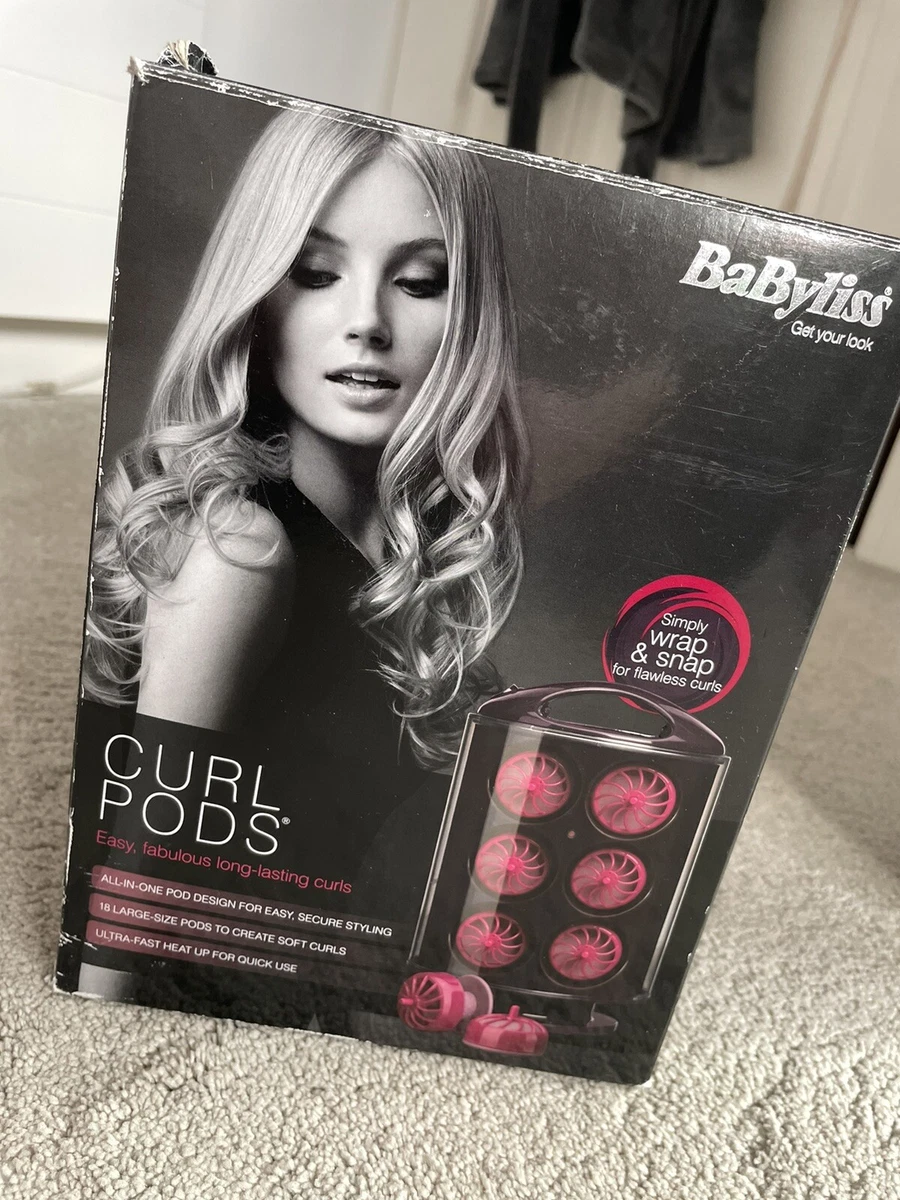 BaByliss®
Get your look
Simply
wrap
& snap
for flawless curls
CURL
PODS®
Easy, fabulous long-lasting curls
ALL-IN-ONE POD DESIGN FOR EASY, SECURE STYLING
18 LARGE-SIZE PODS TO CREATE SOFT CURLS
ULTRA-FAST HEAT UP FOR QUICK USE